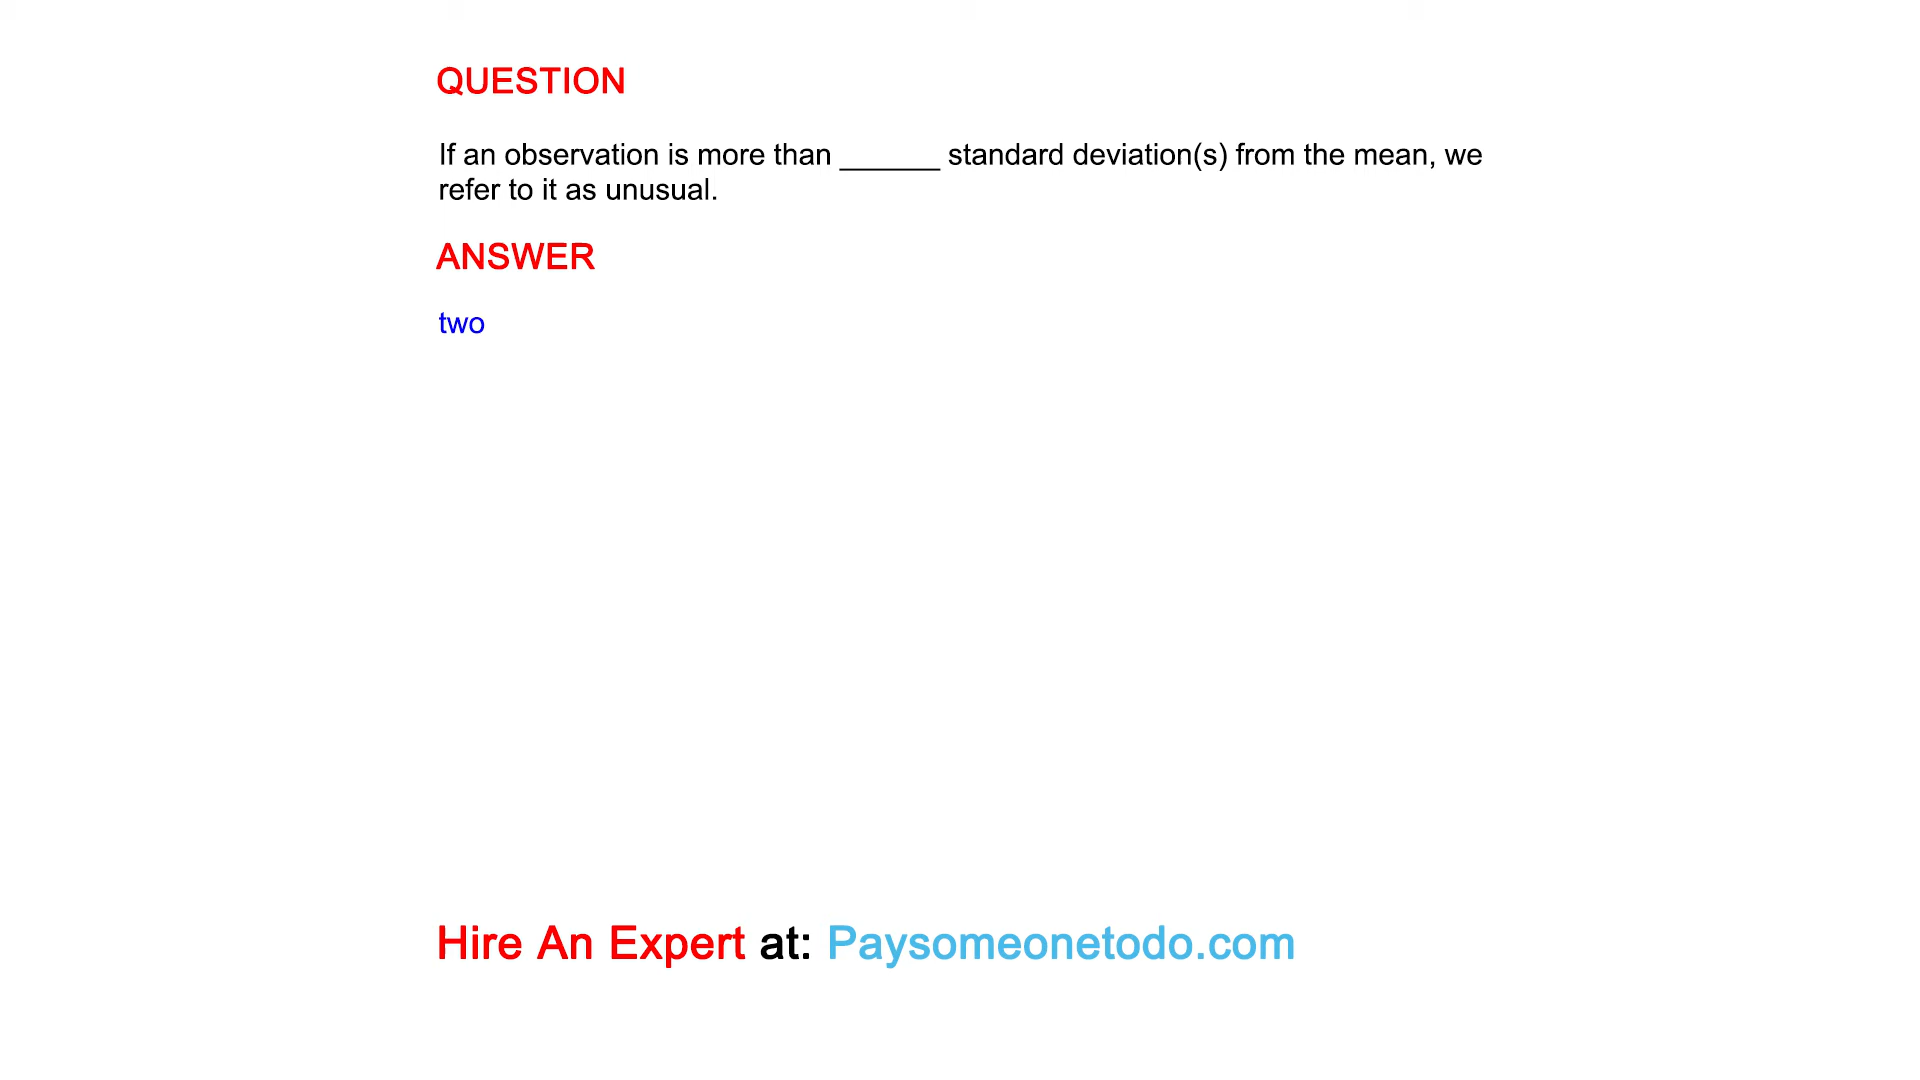 QUESTION
If an observation is more than ______ standard deviation(s) from the mean, we
refer to it as unusual.
ANSWER
two
Hire An Expert at: Paysomeonetodo.com